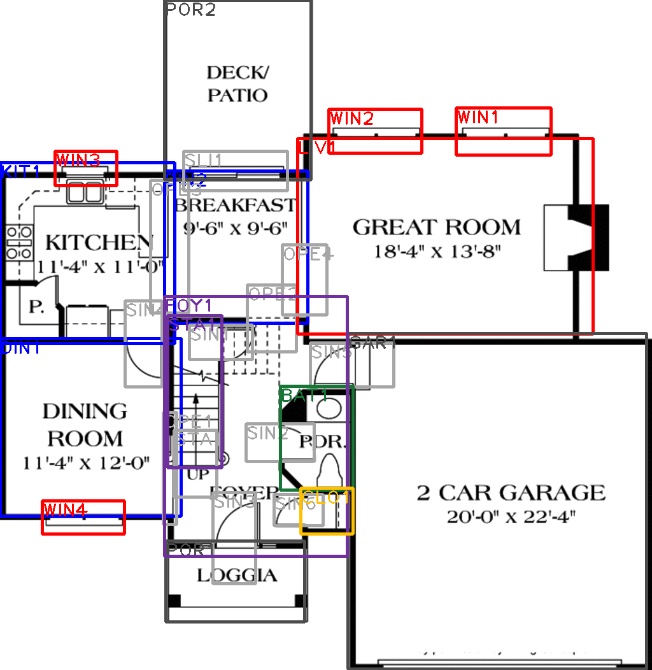 POR2
DECK/
PATIO
WIN2
WIN1
LIV1
WIN3
SLI1
KIT1
BREAKFAST
9'-6" x 9'-6"
GREAT ROOM
18'-4" x 13'-8"
KITCHEN
11'-4" x 11'-0"
OPE4
OPE2
P.
FOY1
SIN4
STA1
SIN1
DIN1
GAR1
SIN5
BAT1
DINING
ROOM
11'-4" x 12'-0"
OPE1
STA
SIN2
PDR.
UP
FOYER
CLO1
SIN3
SIN6
WIN4
2 CAR GARAGE
20'-0" x 22'-4"
POR1
LOGGIA